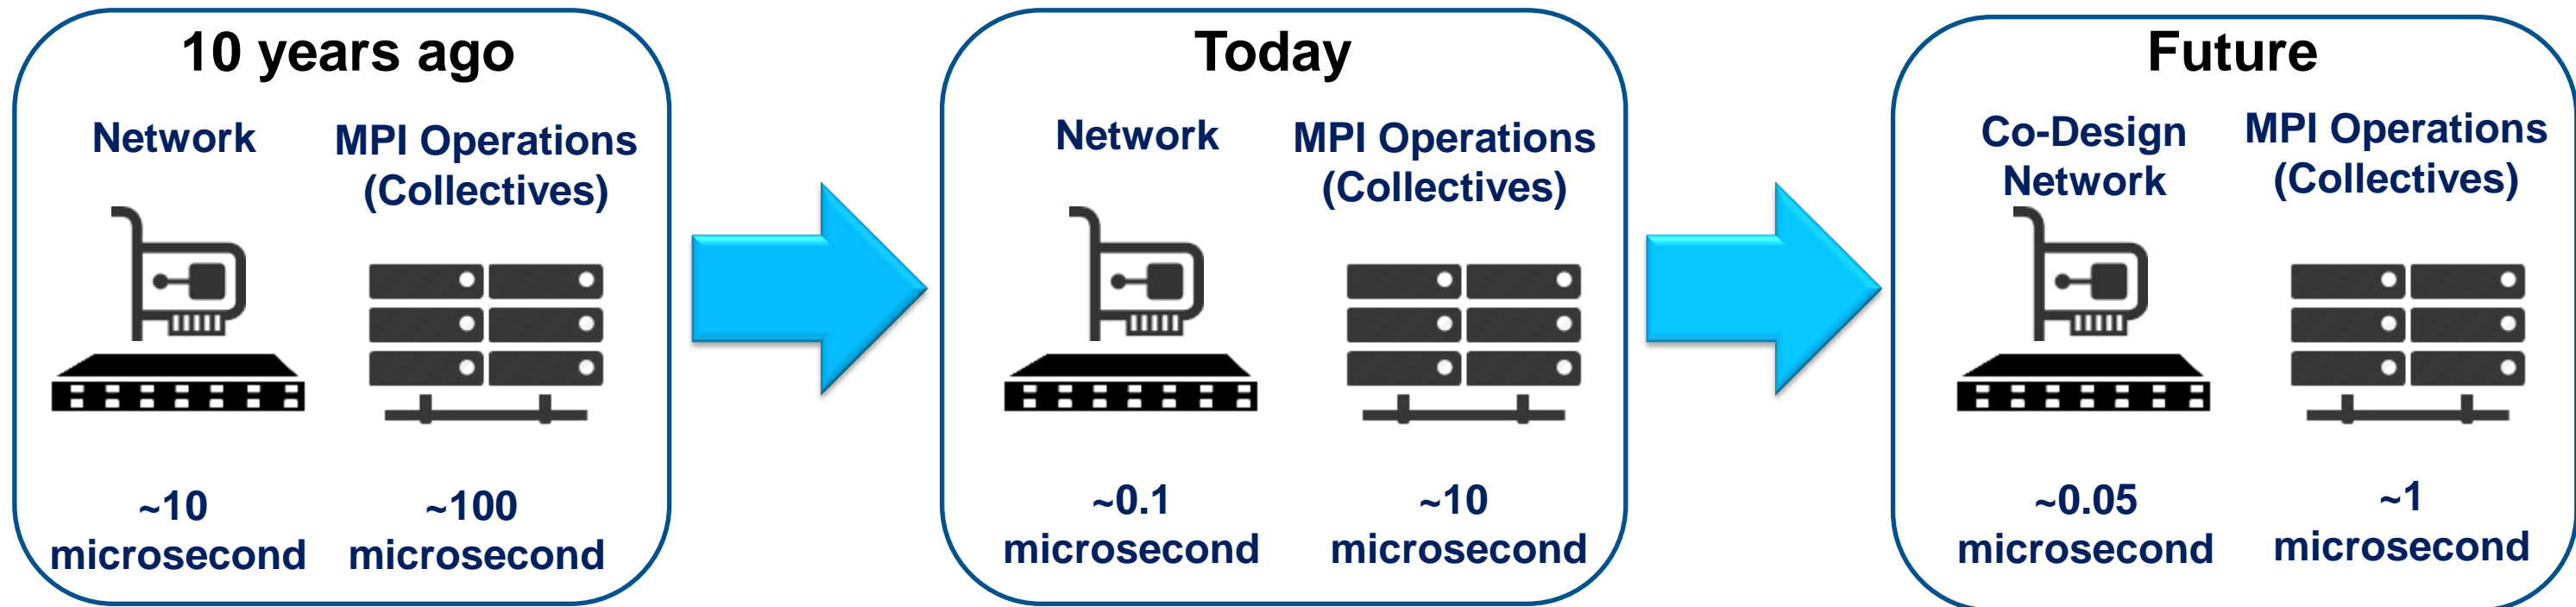 10 years ago
Network
MPI Operations
(Collectives)
~10
microsecond
~100
microsecond
Today
Network
MPI Operations
(Collectives)
~0.1
microsecond
~10
microsecond
Future
Co-Design
Network
MPI Operations
(Collectives)
~0.05
microsecond
~1
microsecond